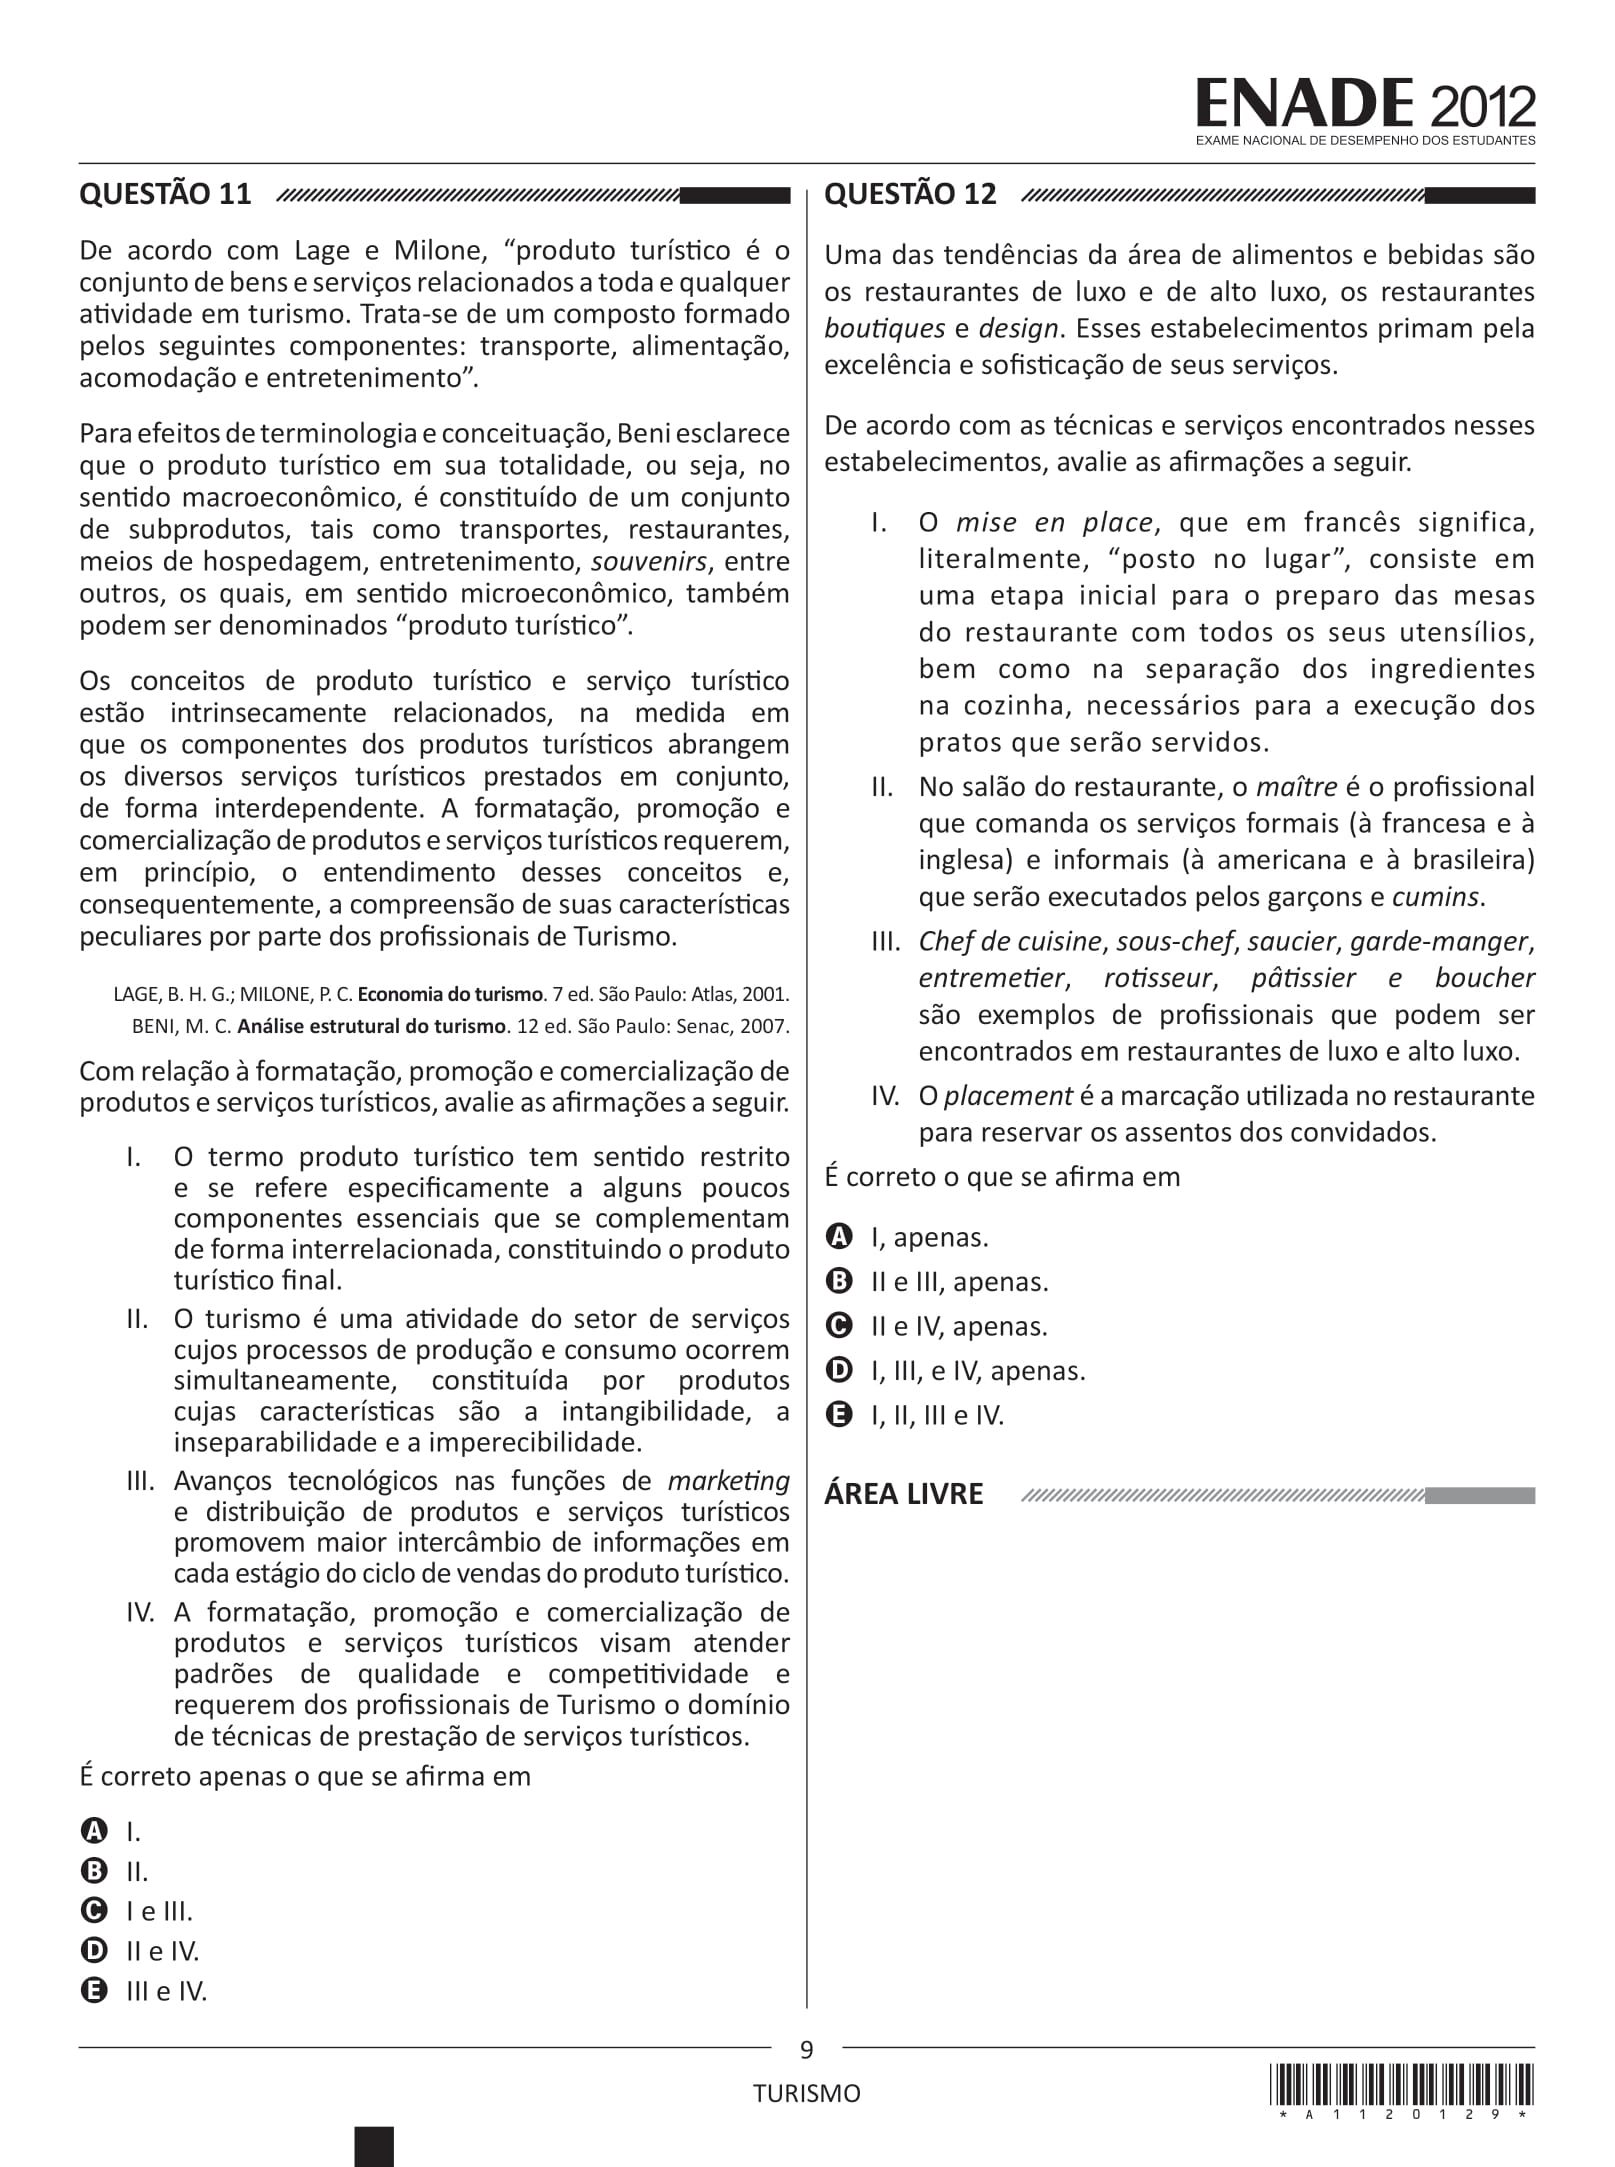 ENADE 2012
EXAME NACIONAL DE DESEMPENHO DOS ESTUDANTES
QUESTÃO 11
De acordo com Lage e Milone, “produto turístico é o
conjunto de bens e serviços relacionados a toda e qualquer
atividade em turismo. Trata-se de um composto formado
pelos seguintes componentes: transporte, alimentação,
acomodação e entretenimento”.
Para efeitos de terminologia e conceituação, Beni esclarece
que o produto turístico em sua totalidade, ou seja, no
sentido macroeconômico, é constituído de um conjunto
de subprodutos, tais como transportes, restaurantes,
meios de hospedagem, entretenimento, souvenirs, entre
outros, os quais, em sentido microeconômico, também
podem ser denominados “produto turístico”.
Os conceitos de produto turístico e serviço turístico
estão intrinsecamente relacionados, na medida em
que os componentes dos produtos turísticos abrangem
os diversos serviços turísticos prestados em conjunto,
de forma interdependente. A formatação, promoção e
comercialização de produtos e serviços turísticos requerem,
em princípio, o entendimento desses conceitos e,
consequentemente, a compreensão de suas características
peculiares por parte dos profissionais de Turismo.
LAGE, B. H. G.; MILONE, P. C. Economia do turismo. 7 ed. São Paulo: Atlas, 2001.
BENI, M. C. Análise estrutural do turismo. 12 ed. São Paulo: Senac, 2007.
Com relação à formatação, promoção e comercialização de
produtos e serviços turísticos, avalie as afirmações a seguir.
I. O termo produto turístico tem sentido restrito
e se refere especificamente a alguns poucos
componentes essenciais que se complementam
de forma interrelacionada, constituindo o produto
turístico final.
II. O turismo é uma atividade do setor de serviços
cujos processos de produção e consumo ocorrem
simultaneamente, constituída por produtos
cujas características são a intangibilidade, a
inseparabilidade e a imperecibilidade.
III. Avanços tecnológicos nas funções de marketing
e distribuição de produtos e serviços turísticos
promovem maior intercâmbio de informações em
cada estágio do ciclo de vendas do produto turístico.
IV. A formatação, promoção e comercialização de
produtos e serviços turísticos visam atender
padrões de qualidade e competitividade e
requerem dos profissionais de Turismo o domínio
de técnicas de prestação de serviços turísticos.
É correto apenas o que se afirma em
A I.
B II.
C I e III.
D II e IV.
E III e IV.
QUESTÃO 12
Uma das tendências da área de alimentos e bebidas são
os restaurantes de luxo e de alto luxo, os restaurantes
boutiques e design. Esses estabelecimentos primam pela
excelência e sofisticação de seus serviços.
De acordo com as técnicas e serviços encontrados nesses
estabelecimentos, avalie as afirmações a seguir.
I. O mise en place, que em francês significa,
literalmente, “posto no lugar”, consiste em
uma etapa inicial para o preparo das mesas
do restaurante com todos os seus utensílios,
bem como na separação dos ingredientes
na cozinha, necessários para a execução dos
pratos que serão servidos.
II. No salão do restaurante, o maître é o profissional
que comanda os serviços formais (à francesa e à
inglesa) e informais (à americana e à brasileira)
que serão executados pelos garçons e cumins.
III. Chef de cuisine, sous-chef, saucier, garde-manger,
entremetier, rotisseur, pâtissier e boucher
são exemplos de profissionais que podem ser
encontrados em restaurantes de luxo e alto luxo.
IV. O placement é a marcação utilizada no restaurante
para reservar os assentos dos convidados.
É correto o que se afirma em
A I, apenas.
B II e III, apenas.
C II e IV, apenas.
D I, III, e IV, apenas.
E I, II, III e IV.
ÁREA LIVRE
9
TURISMO
* A 1 1 2 0 1 2 9 *